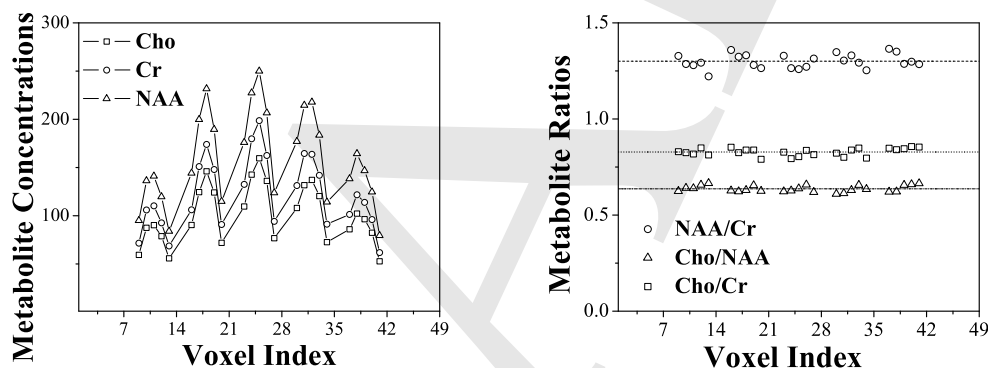 Metabolite Concentrations
300
200
100
Cho
Cr
NAA
7 14 21 28 35 42 49
Voxel Index
Metabolite Ratios
1.5
1.0
0.5
0.0
NAA/Cr
Cho/NAA
Cho/Cr
7 14 21 28 35 42 49
Voxel Index